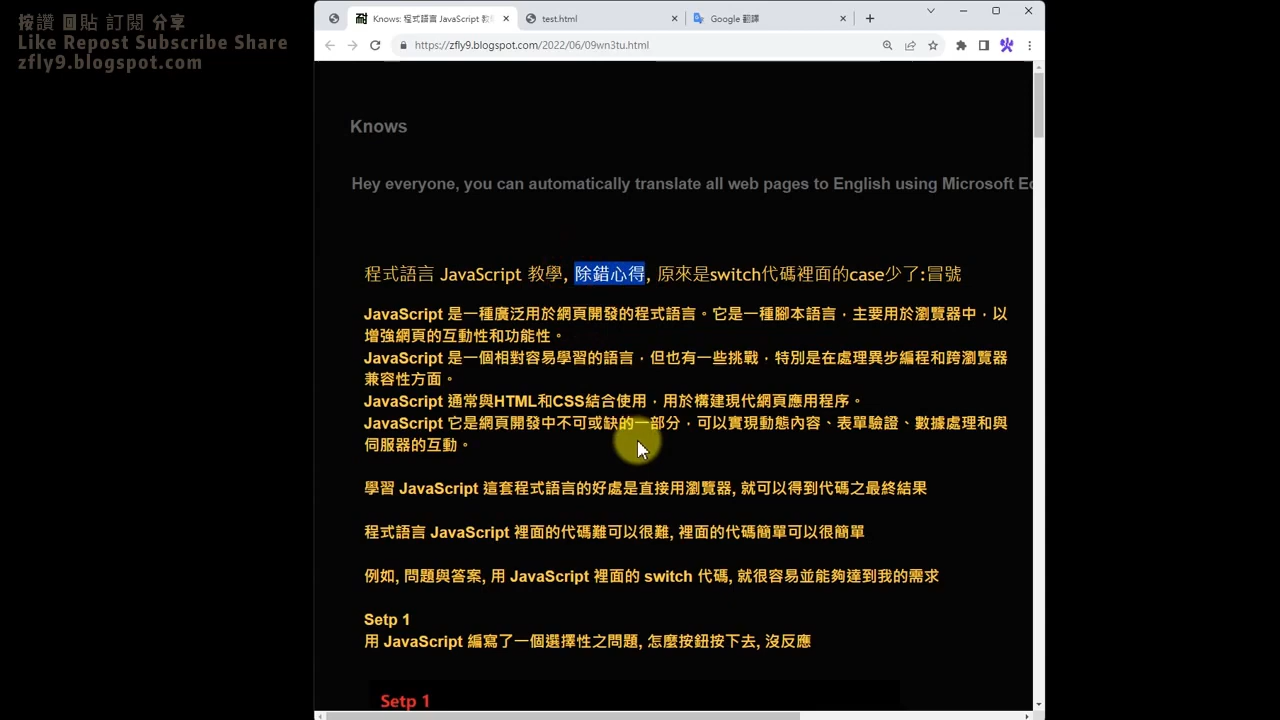 按讚 回貼 訂閱 分享
Like Repost Subscribe Share
zfly9.blogspot.com
Knows: 程式語言 JavaScript 教
test.html
Google 翻譯
https://zfly9.blogspot.com/2022/06/09wn3tu.html
Knows
Hey everyone, you can automatically translate all web pages to English using Microsoft Ed
程式語言 JavaScript 教學, 除錯心得, 原來是switch代碼裡面的case少了:冒號
JavaScript 是一種廣泛用於網頁開發的程式語言。它是一種腳本語言，主要用於瀏覽器中，以
增強網頁的互動性和功能性。
JavaScript 是一個相對容易學習的語言，但也有一些挑戰，特別是在處理異步編程和跨瀏覽器
兼容性方面。
JavaScript 通常與HTML和CSS結合使用，用於構建現代網頁應用程序。
JavaScript 它是網頁開發中不可或缺的一部分，可以實現動態內容、表單驗證、數據處理和與
伺服器的互動。
學習 JavaScript 這套程式語言的好處是直接用瀏覽器, 就可以得到代碼之最終結果
程式語言 JavaScript 裡面的代碼難可以很難, 裡面的代碼簡單可以很簡單
例如, 問題與答案, 用 JavaScript 裡面的 switch 代碼, 就很容易並能夠達到我的需求
Setp 1
用 JavaScript 編寫了一個選擇性之問題, 怎麼按鈕按下去, 沒反應
Setp 1